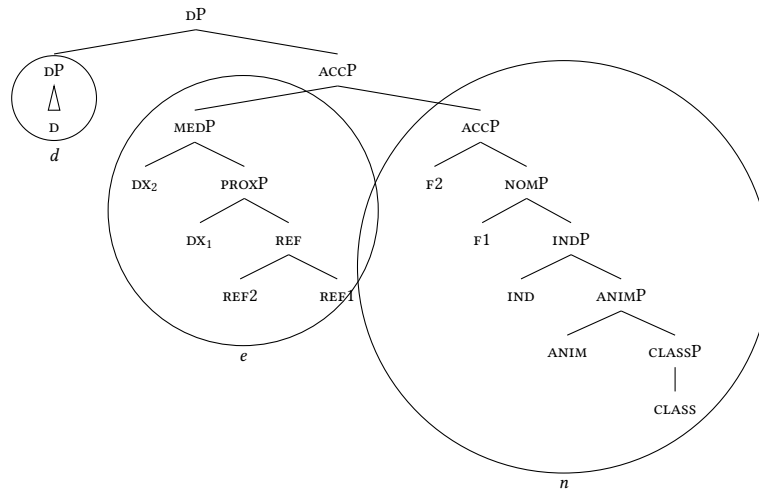 DP
DP ACCP
D MEDP ACCP
d
DX₂ PROXP F2 NOMP
DX₁ REF F1 INDP
REF2 REF1 IND ANIMP
e ANIM CLASSP
CLASS
n